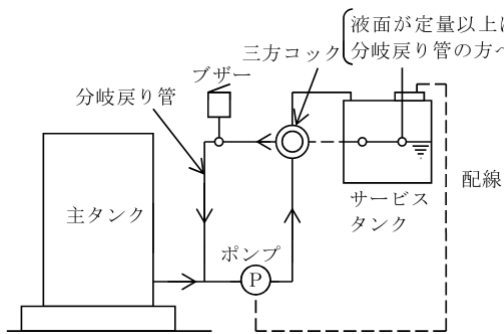 液面が定量以上に
分岐戻り管の方へ
三方コック
ブザー
分岐戻り管
配線
主タンク
サービス
タンク
ポンプ
P